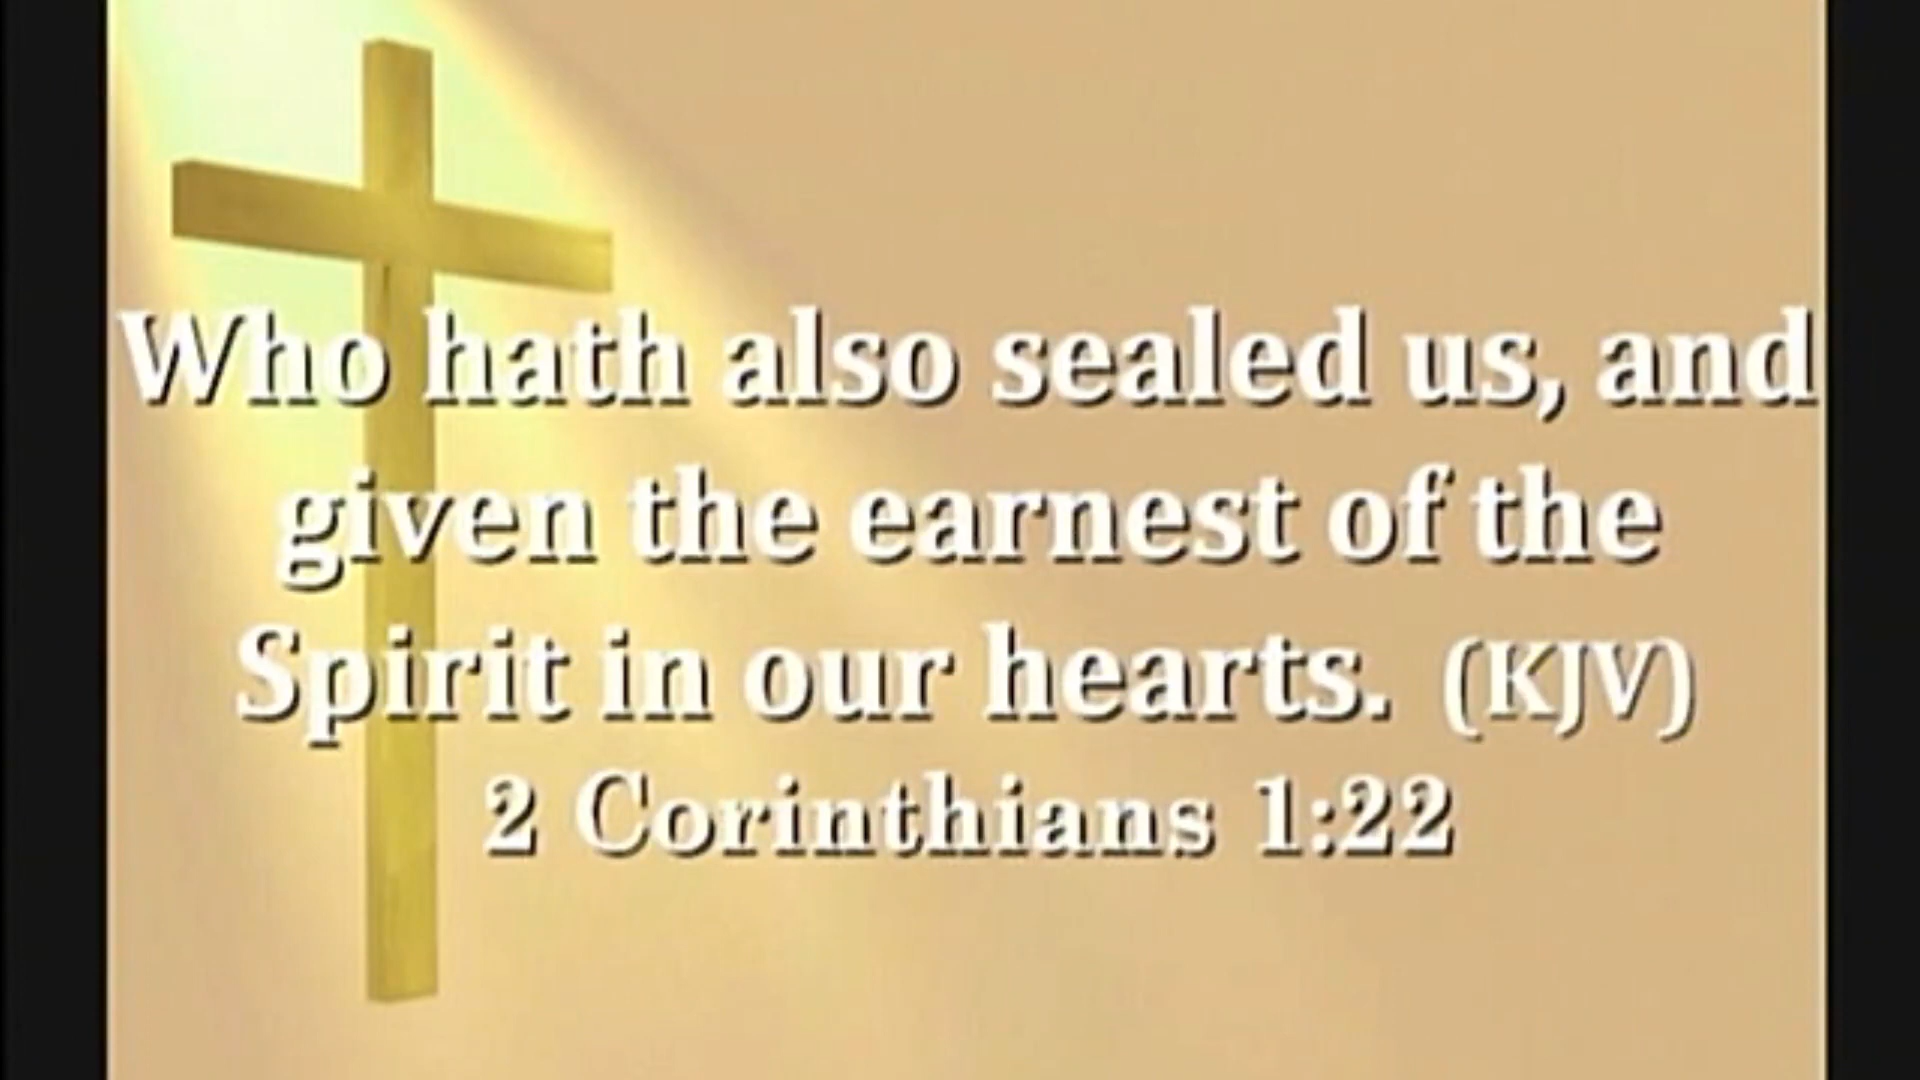 Who hath also sealed us, and
given the earnest of the
Spirit in our hearts. (KJV)
2 Corinthians 1:22